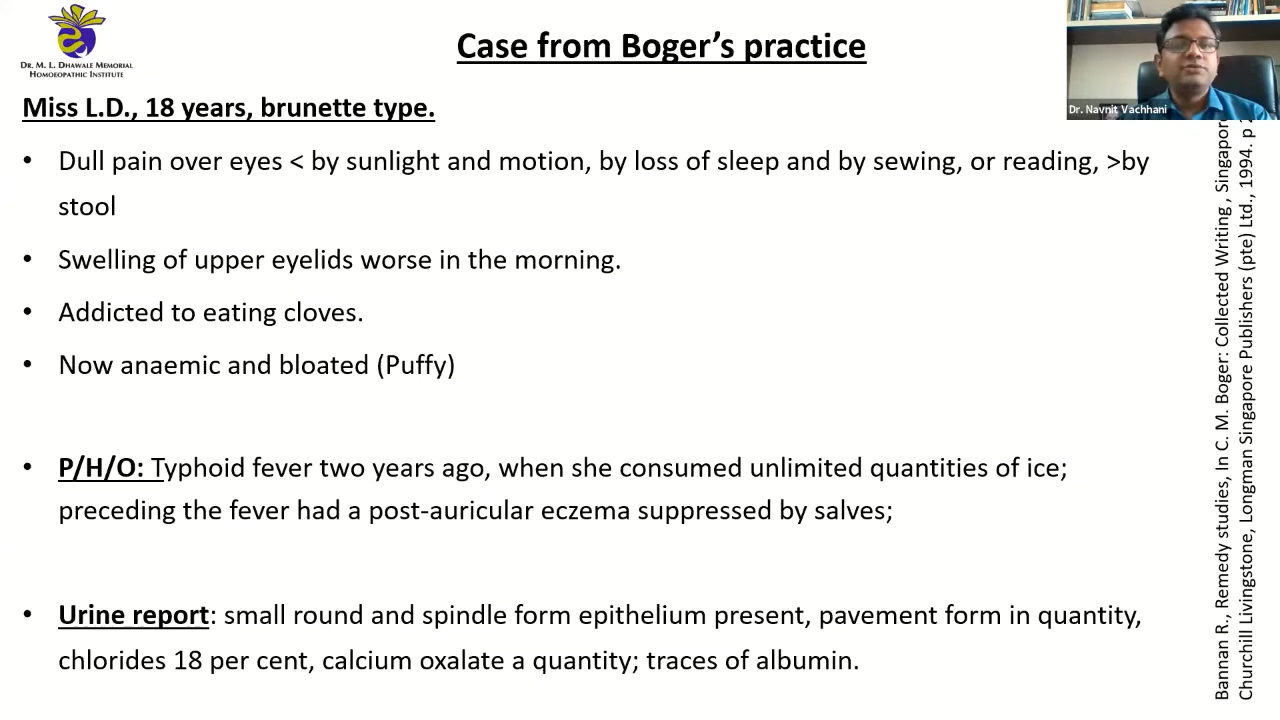 DR. M. L. DHAWALE MEMORIAL
HOMOEOPATHIC INSTITUTE
Case from Boger's practice
Dr. Navnit Vachhani
Miss L.D., 18 years, brunette type.
• Dull pain over eyes < by sunlight and motion, by loss of sleep and by sewing, or reading, >by
stool
• Swelling of upper eyelids worse in the morning.
• Addicted to eating cloves.
• Now anaemic and bloated (Puffy)
• P/H/O: Typhoid fever two years ago, when she consumed unlimited quantities of ice;
preceding the fever had a post-auricular eczema suppressed by salves;
• Urine report: small round and spindle form epithelium present, pavement form in quantity,
chlorides 18 per cent, calcium oxalate a quantity; traces of albumin.
Bannan R., Remedy studies, In C. M. Boger: Collected Writing , Singapore
Churchill Livingstone, Longman Singapore Publishers (pte) Ltd., 1994. p